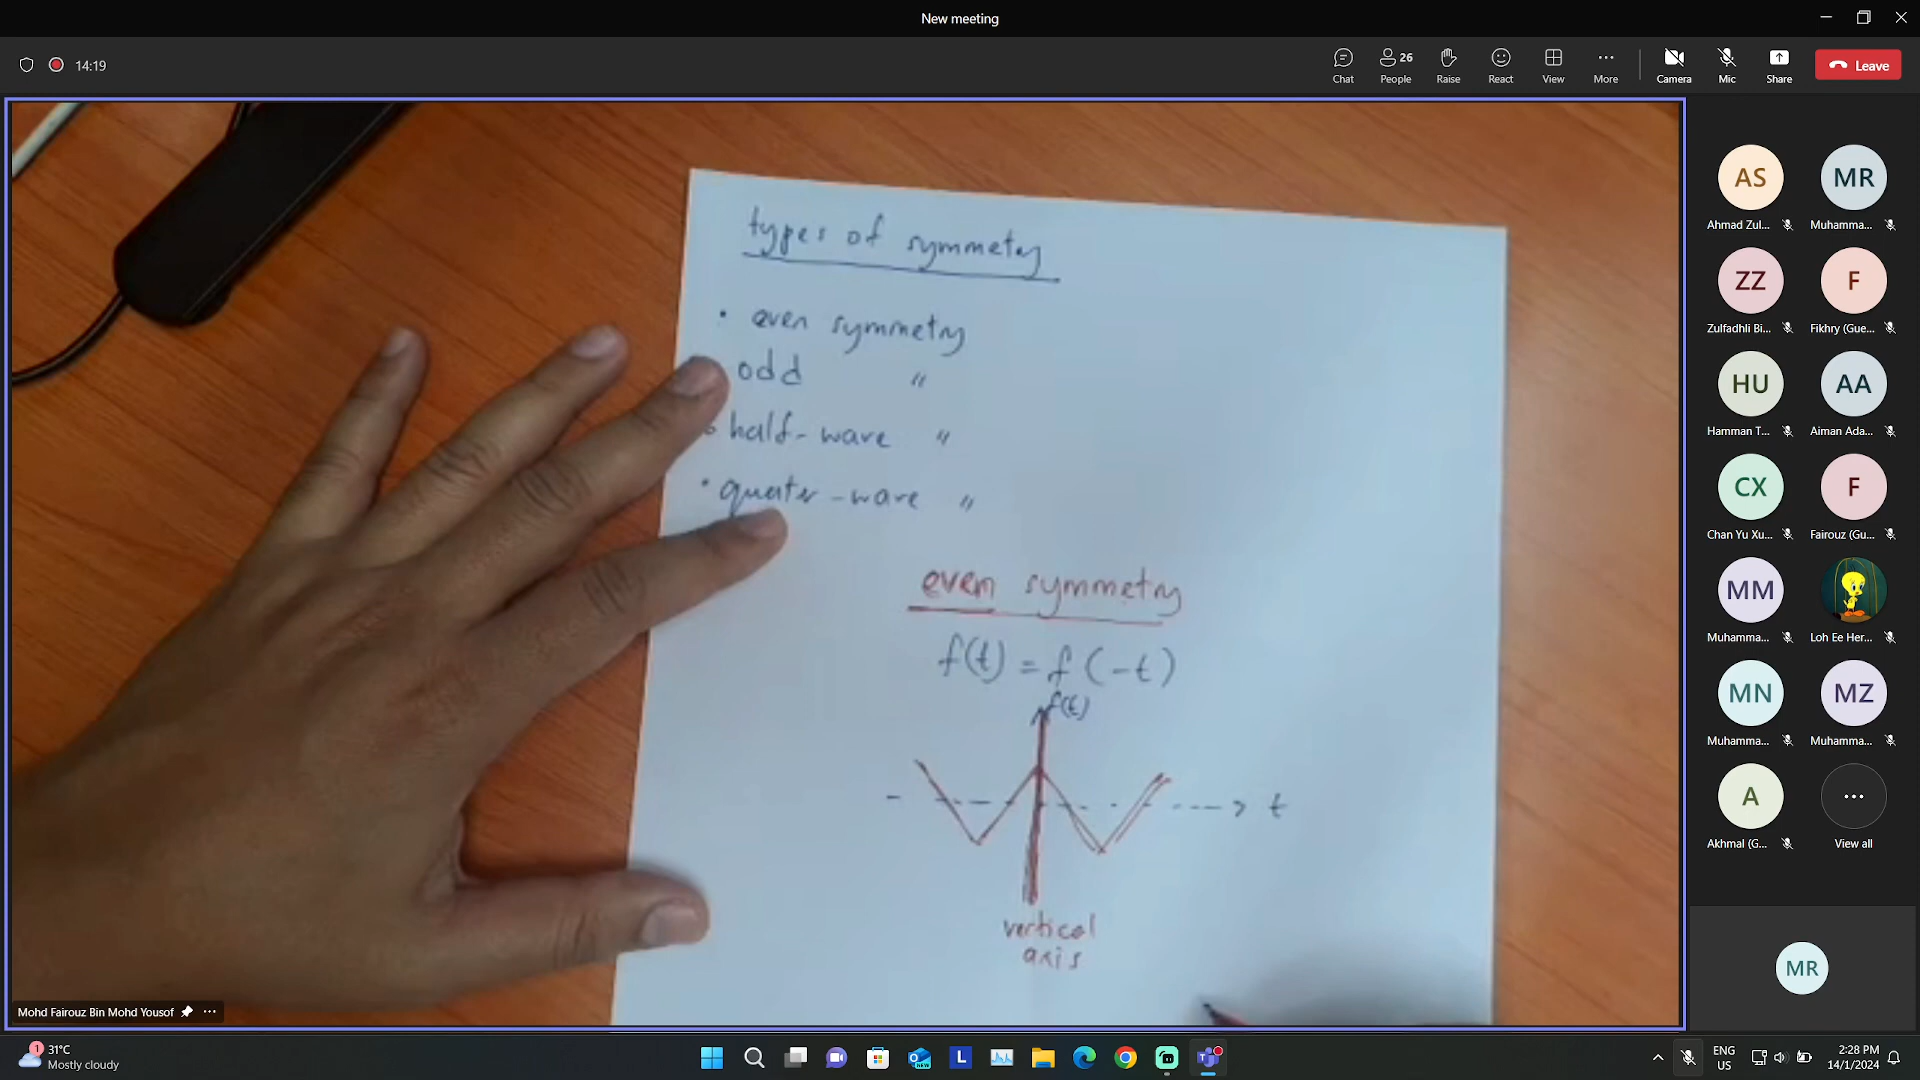 New meeting
14:19
Chat
26
People
Raise
React
View
More
Camera
Mic
Share
Leave
types of symmetry
• even symmetry
odd "
• half-wave "
• quater-wave "
even symmetry
f(t) = f(-t)
f(t)
t
vertical
axis
Mohd Fairouz Bin Mohd Yousof
AS
Ahmad Zul...
MR
Muhamma...
ZZ
Zulfadhli Bi...
F
Fikhry (Gue...
HU
Hamman T...
AA
Aiman Ada...
CX
Chan Yu Xu...
F
Fairouz (Gu...
MM
Muhamma...
Loh Ee Her...
MN
Muhamma...
MZ
Muhamma...
A
Akhmal (G...
View all
MR
1
31°C
Mostly cloudy
NEW
L
ENG
US
2:28 PM
14/1/2024